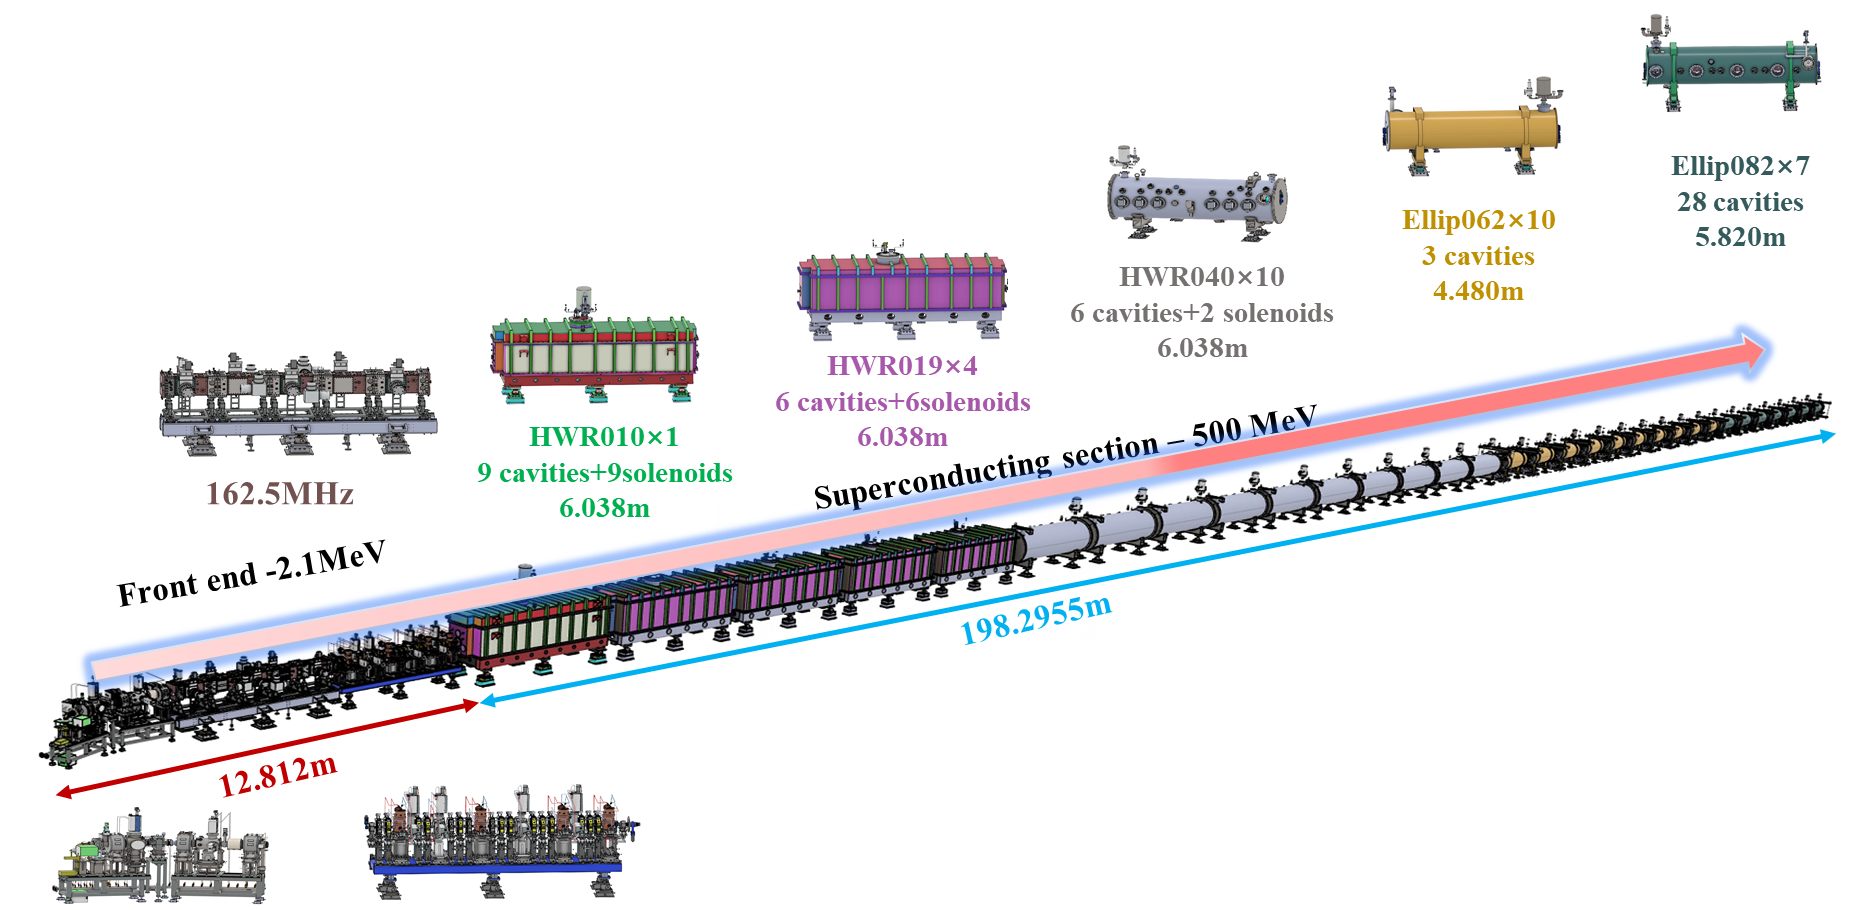 Ellip082×7
28 cavities
5.820m
Ellip062×10
3 cavities
4.480m
HWR040×10
6 cavities+2 solenoids
6.038m
HWR019×4
6 cavities+6solenoids
6.038m
HWR010×1
9 cavities+9solenoids
6.038m
162.5MHz
Superconducting section – 500 MeV
Front end -2.1MeV
198.2955m
12.812m